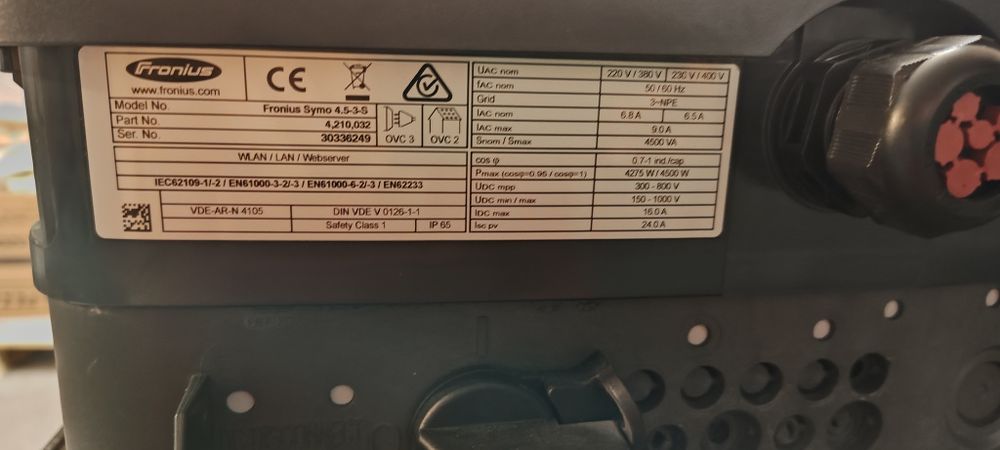 Fronius
www.fronius.com
CE
Model No. Fronius Symo 4.5-3-S
Part No. 4,210,032
Ser. No. 30336249
OVC 3 OVC 2
WLAN / LAN / Webserver
IEC62109-1/-2 / EN61000-3-2/-3 / EN61000-6-2/-3 / EN62233
VDE-AR-N 4105 DIN VDE V 0126-1-1
Safety Class 1 IP 65
UAC nom 220 V / 380 V 230 V / 400 V
fAC nom 50 / 60 Hz
Grid 3~NPE
IAC nom 6.8 A 6.5 A
IAC max 9.0 A
Snom / Smax 4500 VA
cos φ 0.7-1 ind./cap
Pmax (cosφ=0.95 / cosφ=1) 4275 W / 4500 W
UDC mpp 300 - 800 V
UDC min / max 150 - 1000 V
IDC max 16.0 A
Isc pv 24.0 A